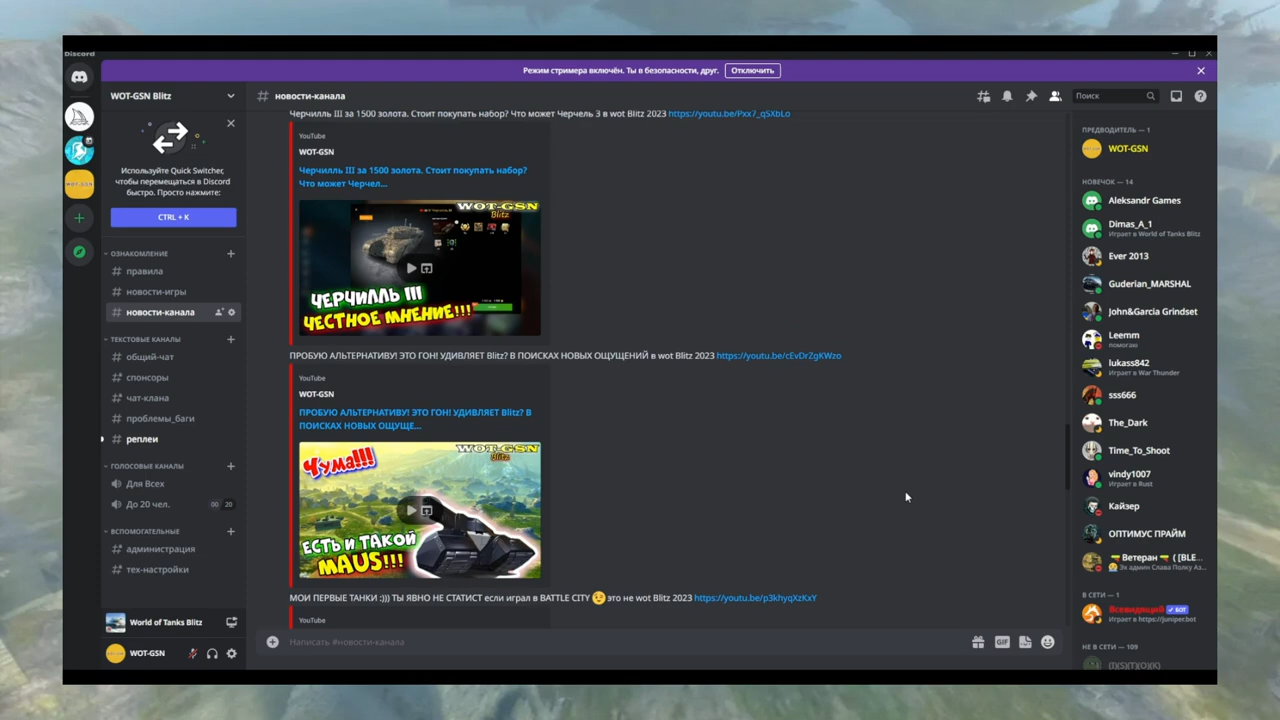 Discord
Режим стримера включён. Ты в безопасности, друг.
Отключить
WOT-GSN Blitz
Используйте Quick Switcher,
чтобы перемещаться в Discord
быстро. Просто нажмите:
CTRL + K
ОЗНАКОМЛЕНИЕ
правила
новости-игры
новости-канала
ТЕКСТОВЫЕ КАНАЛЫ
общий-чат
спонсоры
чат-клана
проблемы_баги
реплеи
ГОЛОСОВЫЕ КАНАЛЫ
Для Всех
До 20 чел.
00 20
ВСПОМОГАТЕЛЬНЫЕ
администрация
тех-настройки
World of Tanks Blitz
WOT-GSN
новости-канала
Поиск
Черчилль III за 1500 золота. Стоит покупать набор? Что может Черчель 3 в wot Blitz 2023 https://youtu.be/Pxx7_qSXbLo
YouTube
WOT-GSN
Черчилль III за 1500 золота. Стоит покупать набор?
Что может Черчел...
WOT-GSN
Blitz
ЧЕРЧИЛЛЬ III
ЧЕСТНОЕ МНЕНИЕ!!!
ПРОБУЮ АЛЬТЕРНАТИВУ! ЭТО ГОН! УДИВЛЯЕТ Blitz? В ПОИСКАХ НОВЫХ ОЩУЩЕНИЙ в wot Blitz 2023 https://youtu.be/cEvDrZgKWzo
YouTube
WOT-GSN
ПРОБУЮ АЛЬТЕРНАТИВУ! ЭТО ГОН! УДИВЛЯЕТ Blitz? В
ПОИСКАХ НОВЫХ ОЩУЩЕ...
Чума!!!
WOT-GSN
Blitz
ЕСТЬ И ТАКОЙ
MAUS!!!
МОИ ПЕРВЫЕ ТАНКИ :))) ТЫ ЯВНО НЕ СТАТИСТ если играл в BATTLE CITY 😉 это не wot Blitz 2023 https://youtu.be/p3khyqXzKxY
YouTube
Написать #новости-канала
GIF
ПРЕДВОДИТЕЛЬ — 1
WOT-GSN
НОВИЧОК — 14
Aleksandr Games
Dimas_A_1
Играет в World of Tanks Blitz
Ever 2013
Guderian_MARSHAL
John&Garcia Grindset
Leemm
помогаю
lukass842
Играет в War Thunder
sss666
The_Dark
Time_To_Shoot
vindy1007
Играет в Rust
Кайзер
ОПТИМУС ПРАЙМ
Ветеран ( [BLE...
Эх админ Слава Полку Аз...
В СЕТИ — 1
Всевидящий БОТ
Играет в https://juniper.bot
НЕ В СЕТИ — 109
(I)(S)(T)(O)(K)